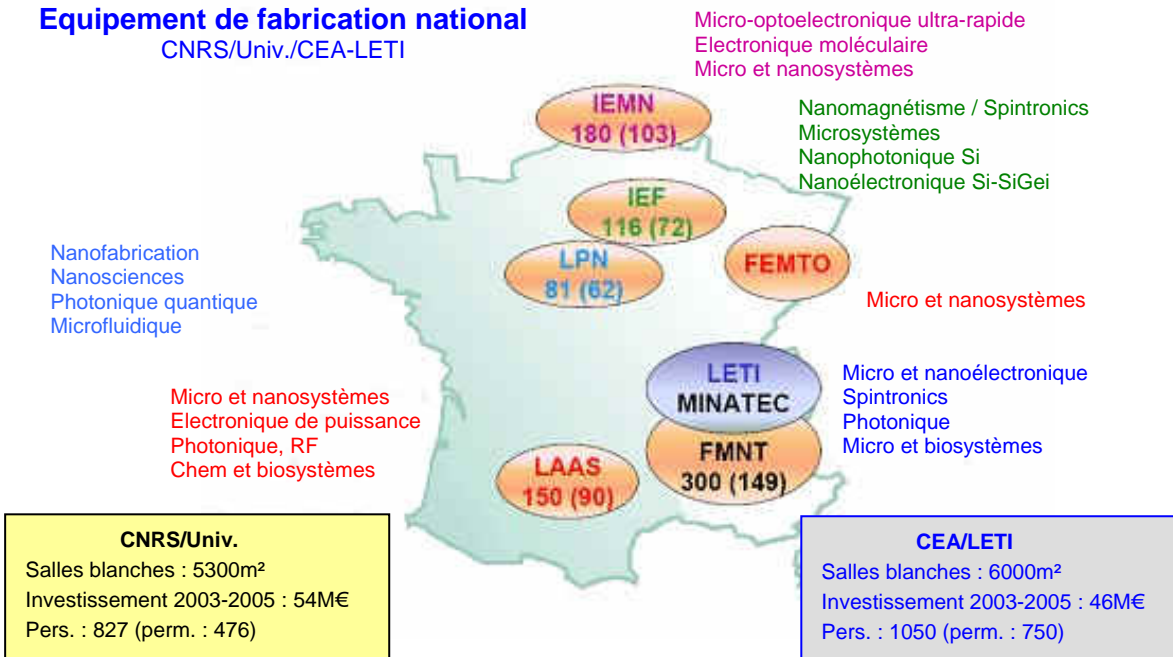 Equipement de fabrication national
CNRS/Univ./CEA-LETI
Micro-optoelectronique ultra-rapide
Electronique moléculaire
Micro et nanosystèmes
IEMN
180 (103)
Nanomagnétisme / Spintronics
Microsystèmes
Nanophotonique Si
Nanoélectronique Si-SiGei
IEF
116 (72)
Nanofabrication
Nanosciences
Photonique quantique
Microfluidique
LPN
81 (62)
FEMTO
Micro et nanosystèmes
LETI
MINATEC
Micro et nanoélectronique
Spintronics
Photonique
Micro et biosystèmes
FMNT
300 (149)
Micro et nanosystèmes
Electronique de puissance
Photonique, RF
Chem et biosystèmes
LAAS
150 (90)
CNRS/Univ.
Salles blanches : 5300m²
Investissement 2003-2005 : 54M€
Pers. : 827 (perm. : 476)
CEA/LETI
Salles blanches : 6000m²
Investissement 2003-2005 : 46M€
Pers. : 1050 (perm. : 750)